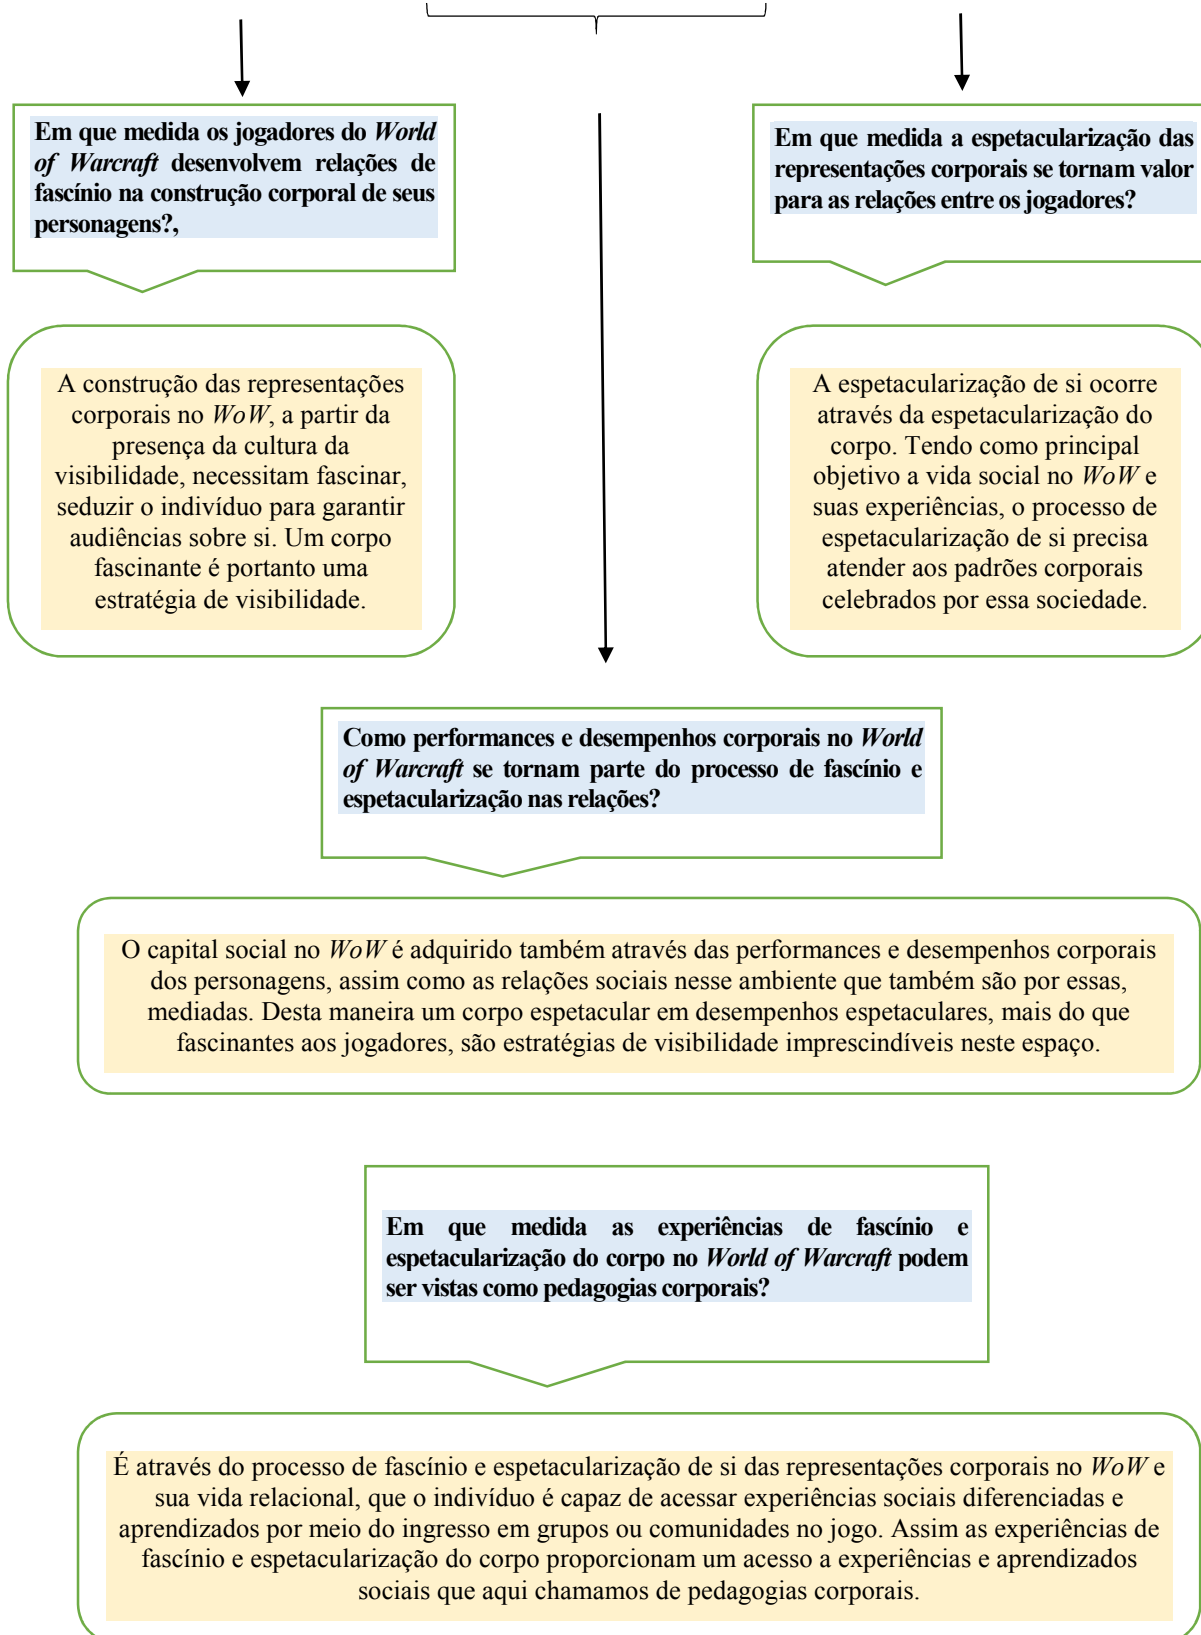 Em que medida os jogadores do World
of Warcraft desenvolvem relações de
fascínio na construção corporal de seus
personagens?,
Em que medida a espetacularização das
representações corporais se tornam valor
para as relações entre os jogadores?
A construção das representações
corporais no WoW, a partir da
presença da cultura da
visibilidade, necessitam fascinar,
seduzir o indivíduo para garantir
audiências sobre si. Um corpo
fascinante é portanto uma
estratégia de visibilidade.
A espetacularização de si ocorre
através da espetacularização do
corpo. Tendo como principal
objetivo a vida social no WoW e
suas experiências, o processo de
espetacularização de si precisa
atender aos padrões corporais
celebrados por essa sociedade.
Como performances e desempenhos corporais no World
of Warcraft se tornam parte do processo de fascínio e
espetacularização nas relações?
O capital social no WoW é adquirido também através das performances e desempenhos corporais
dos personagens, assim como as relações sociais nesse ambiente que também são por essas,
mediadas. Desta maneira um corpo espetacular em desempenhos espetaculares, mais do que
fascinantes aos jogadores, são estratégias de visibilidade imprescindíveis neste espaço.
Em que medida as experiências de fascínio e
espetacularização do corpo no World of Warcraft podem
ser vistas como pedagogias corporais?
É através do processo de fascínio e espetacularização de si das representações corporais no WoW e
sua vida relacional, que o indivíduo é capaz de acessar experiências sociais diferenciadas e
aprendizados por meio do ingresso em grupos ou comunidades no jogo. Assim as experiências de
fascínio e espetacularização do corpo proporcionam um acesso a experiências e aprendizados
sociais que aqui chamamos de pedagogias corporais.